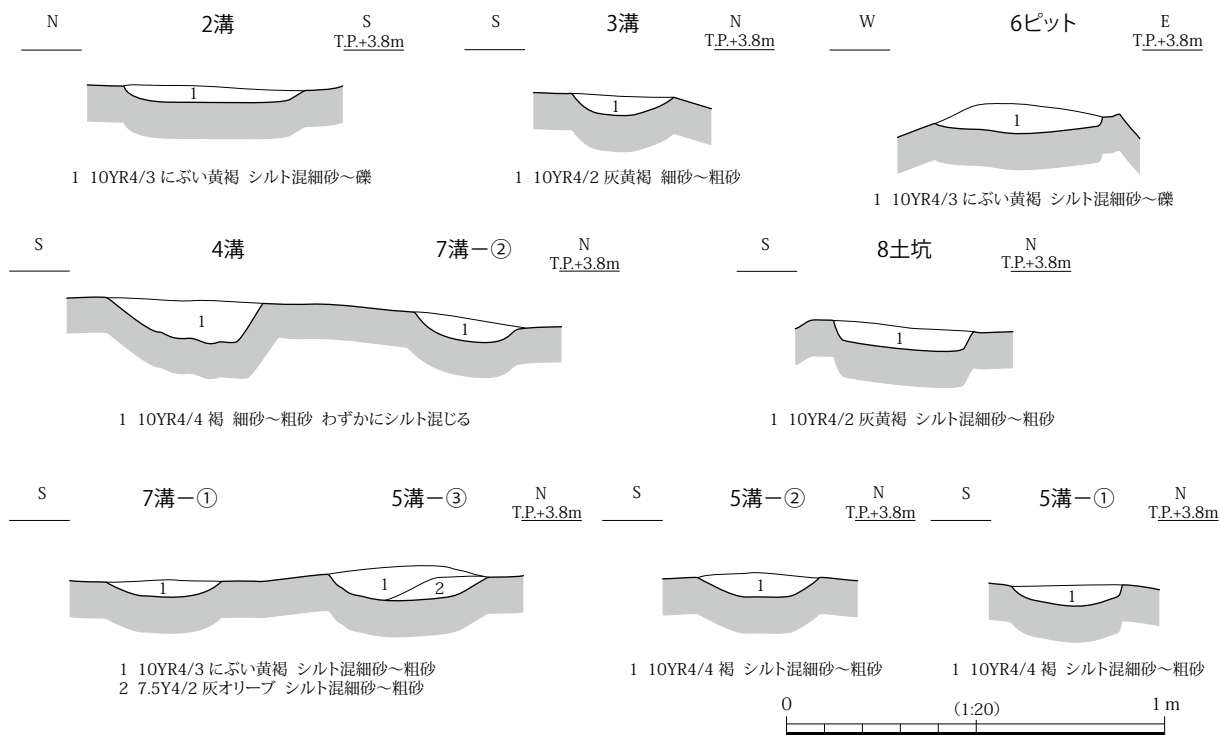 N 2溝 S
T.P.+3.8m
1
1 10YR4/3 にぶい黄褐 シルト混細砂～礫
S 3溝 N
T.P.+3.8m
1
1 10YR4/2 灰黄褐 細砂～粗砂
W 6ピット E
T.P.+3.8m
1
1 10YR4/3 にぶい黄褐 シルト混細砂～礫
S 4溝 7溝－② N
T.P.+3.8m
1 1
1 10YR4/4 褐 細砂～粗砂 わずかにシルト混じる
S 8土坑 N
T.P.+3.8m
1
1 10YR4/2 灰黄褐 シルト混細砂～粗砂
S 7溝－① 5溝－③ N
T.P.+3.8m
1 1 2
1 10YR4/3 にぶい黄褐 シルト混細砂～粗砂
2 7.5Y4/2 灰オリーブ シルト混細砂～粗砂
S 5溝－② N
T.P.+3.8m
1
1 10YR4/4 褐 シルト混細砂～粗砂
S 5溝－① N
T.P.+3.8m
1
1 10YR4/4 褐 シルト混細砂～粗砂
0 (1:20) 1 m